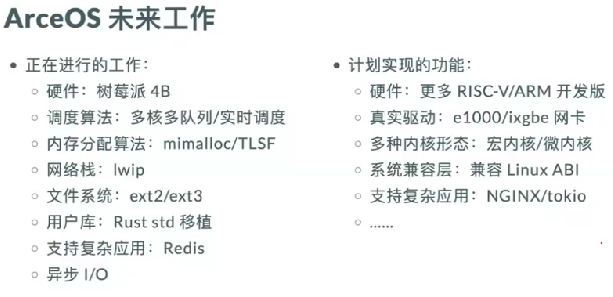 ArceOS 未来工作
正在进行的工作：
硬件：树莓派 4B
调度算法：多核多队列/实时调度
内存分配算法：mimalloc/TLSF
网络栈：lwip
文件系统：ext2/ext3
用户库：Rust std 移植
支持复杂应用：Redis
异步 I/O
计划实现的功能：
硬件：更多 RISC-V/ARM 开发版
真实驱动：e1000/ixgbe 网卡
多种内核形态：宏内核/微内核
系统兼容层：兼容 Linux ABI
支持复杂应用：NGINX/tokio
......